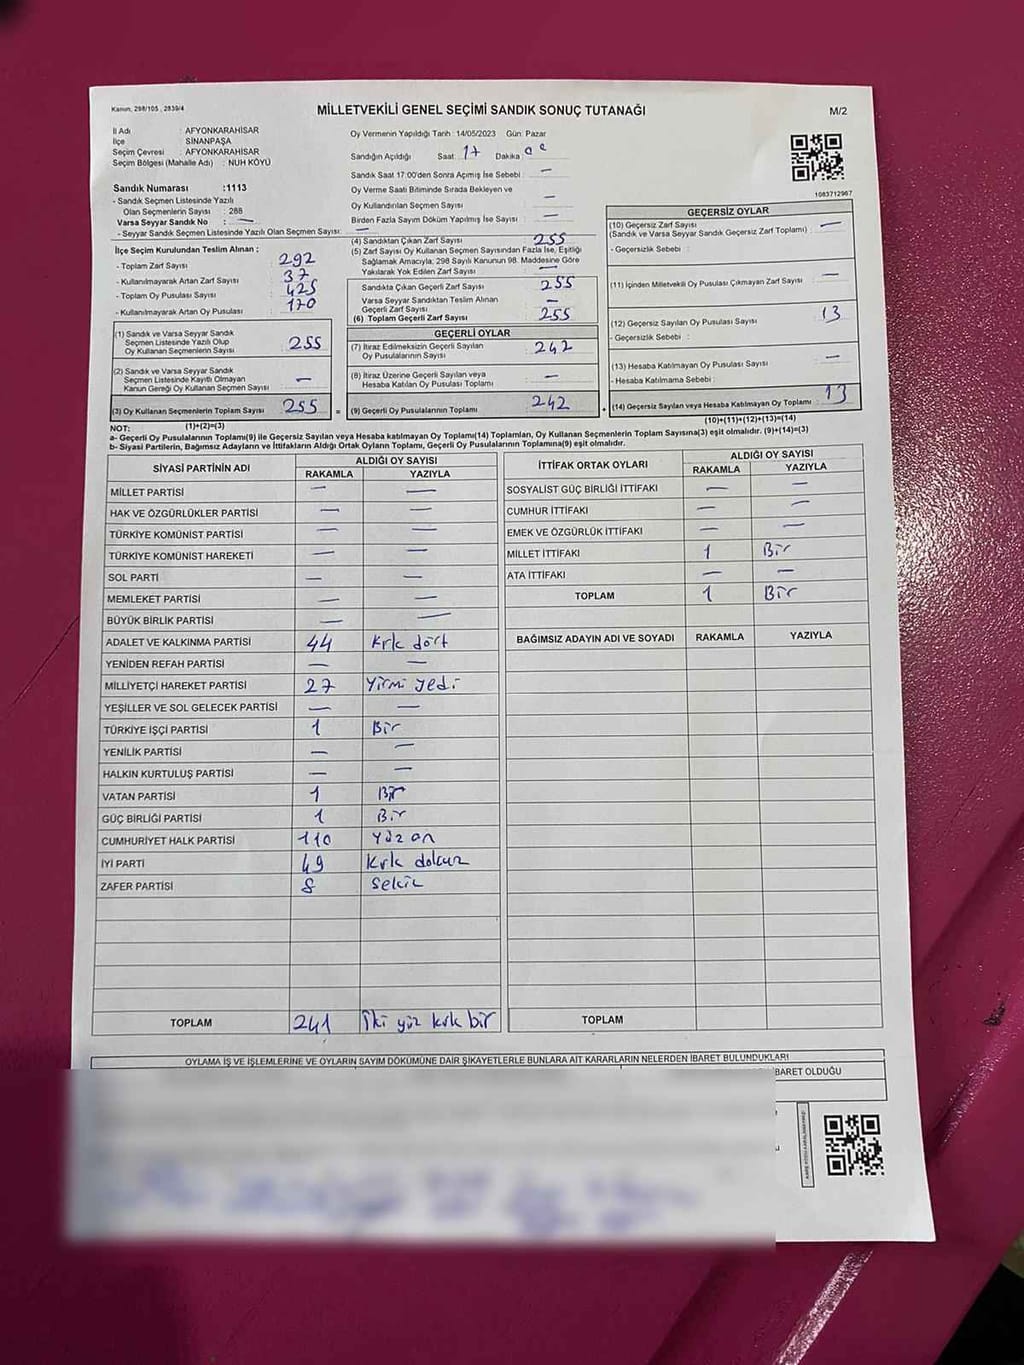 Kanun, 298/105 , 2839/4
MİLLETVEKİLİ GENEL SEÇİMİ SANDIK SONUÇ TUTANAĞI
M/2
İl Adı : AFYONKARAHİSAR
İlçe : SİNANPAŞA
Seçim Çevresi : AFYONKARAHİSAR
Seçim Bölgesi (Mahalle Adı) : NUH KÖYÜ
Sandık Numarası :1113
- Sandık Seçmen Listesinde Yazılı
Olan Seçmenlerin Sayısı : 288
Varsa Seyyar Sandık No : —
- Seyyar Sandık Seçmen Listesinde Yazılı Olan Seçmen Sayısı: —
İlçe Seçim Kurulundan Teslim Alınan :
- Toplam Zarf Sayısı 292
- Kullanılmayarak Artan Zarf Sayısı 37
- Toplam Oy Pusulası Sayısı 425
- Kullanılmayarak Artan Oy Pusulası 170
(1) Sandık ve Varsa Seyyar Sandık
Seçmen Listesinde Yazılı Olup
Oy Kullanan Seçmenlerin Sayısı 255
(2) Sandık ve Varsa Seyyar Sandık
Seçmen Listesinde Kayıtlı Olmayan
Kanun Gereği Oy Kullanan Seçmen Sayısı —
(3) Oy Kullanan Seçmenlerin Toplam Sayısı 255 =
Oy Vermenin Yapıldığı Tarih :14/05/2023 Gün: Pazar
Sandığın Açıldığı Saat 17 Dakika 00
Sandık Saat 17:00'den Sonra Açımış İse Sebebi : —
Oy Verme Saati Bitiminde Sırada Bekleyen ve
Oy Kullandırılan Seçmen Sayısı —
Birden Fazla Sayım Döküm Yapılmış İse Sayısı —
(4) Sandıktan Çıkan Zarf Sayısı 255
(5) Zarf Sayısı Oy Kullanan Seçmen Sayısından Fazla İse, Eşitliği
Sağlamak Amacıyla; 298 Sayılı Kanunun 98. Maddesine Göre
Yakılarak Yok Edilen Zarf Sayısı —
Sandıkta Çıkan Geçerli Zarf Sayısı 255
Varsa Seyyar Sandıktan Teslim Alınan
Geçerli Zarf Sayısı —
(6) Toplam Geçerli Zarf Sayısı 255
GEÇERLİ OYLAR
(7) İtiraz Edilmeksizin Geçerli Sayılan
Oy Pusulalarının Sayısı 242
(8) İtiraz Üzerine Geçerli Sayılan veya
Hesaba Katılan Oy Pusulası Toplamı —
(9) Geçerli Oy Pusulalarının Toplamı 242 +
1083712967
GEÇERSİZ OYLAR
(10) Geçersiz Zarf Sayısı
(Sandık ve Varsa Seyyar Sandık Geçersiz Zarf Toplamı) : —
- Geçersizlik Sebebi :
(11) İçinden Milletvekili Oy Pusulası Çıkmayan Zarf Sayısı —
(12) Geçersiz Sayılan Oy Pusulası Sayısı 13
- Geçersizlik Sebebi :
(13) Hesaba Katılmayan Oy Pusulası Sayısı —
- Hesaba Katılmama Sebebi :
(14) Geçersiz Sayılan veya Hesaba Katılmayan Oy Toplamı 13
NOT: (1)+(2)=(3) (10)+(11)+(12)+(13)=(14)
a- Geçerli Oy Pusulalarının Toplamı(9) ile Geçersiz Sayılan veya Hesaba katılmayan Oy Toplamı(14) Toplamları, Oy Kullanan Seçmenlerin Toplam Sayısına(3) eşit olmalıdır. (9)+(14)=(3)
b- Siyasi Partilerin, Bağımsız Adayların ve İttifakların Aldığı Ortak Oyların Toplamı, Geçerli Oy Pusulalarının Toplamına(9) eşit olmalıdır.
SİYASİ PARTİNİN ADI ALDIĞI OY SAYISI
RAKAMLA YAZIYLA
MİLLET PARTİSİ — —
HAK VE ÖZGÜRLÜKLER PARTİSİ — —
TÜRKİYE KOMÜNİST PARTİSİ — —
TÜRKİYE KOMÜNİST HAREKETİ — —
SOL PARTİ — —
MEMLEKET PARTİSİ — —
BÜYÜK BİRLİK PARTİSİ — —
ADALET VE KALKINMA PARTİSİ 44 Kırk dört
YENİDEN REFAH PARTİSİ — —
MİLLİYETÇİ HAREKET PARTİSİ 27 Yirmi yedi
YEŞİLLER VE SOL GELECEK PARTİSİ — —
TÜRKİYE İŞÇİ PARTİSİ 1 Bir
YENİLİK PARTİSİ — —
HALKIN KURTULUŞ PARTİSİ — —
VATAN PARTİSİ 1 Bir
GÜÇ BİRLİĞİ PARTİSİ 1 Bir
CUMHURİYET HALK PARTİSİ 110 Yüz on
İYİ PARTİ 49 Kırk dokuz
ZAFER PARTİSİ 8 Sekiz
TOPLAM 241 İki yüz kırk bir
İTTİFAK ORTAK OYLARI ALDIĞI OY SAYISI
RAKAMLA YAZIYLA
SOSYALİST GÜÇ BİRLİĞİ İTTİFAKI — —
CUMHUR İTTİFAKI — —
EMEK VE ÖZGÜRLÜK İTTİFAKI — —
MİLLET İTTİFAKI 1 Bir
ATA İTTİFAKI — —
TOPLAM 1 Bir
BAĞIMSIZ ADAYIN ADI VE SOYADI RAKAMLA YAZIYLA
TOPLAM
OYLAMA İŞ VE İŞLEMLERİNE VE OYLARIN SAYIM DÖKÜMÜNE DAİR ŞİKAYETLERLE BUNLARA AİT KARARLARIN NELERDEN İBARET BULUNDUKLARI
İBARET OLDUĞU